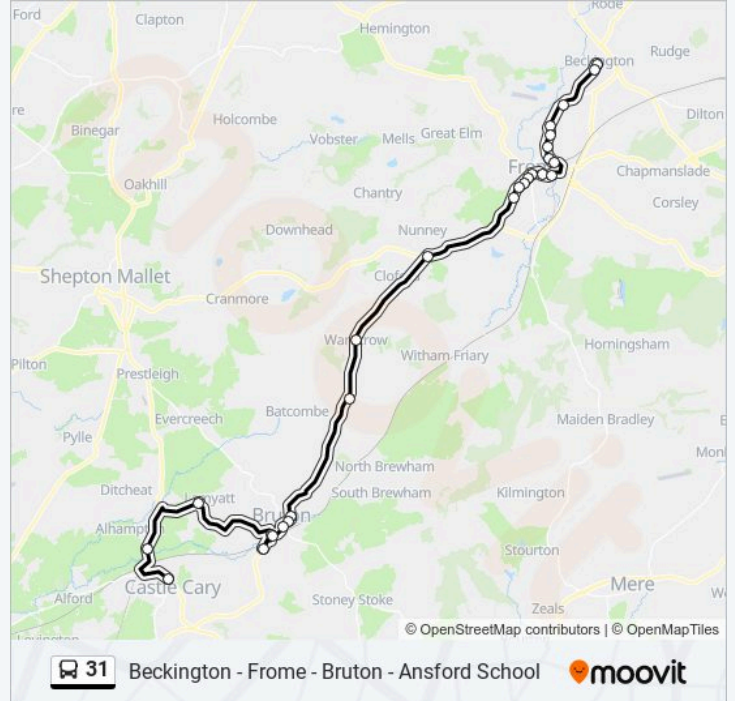 Rode
Ford
Clapton
Hemington
Beckington
Rudge
re
Dilton
Holcombe
Binegar
Vobster
Mells
Great Elm
Chapmanslade
Oakhill
Chantry
Corsley
Downhead
Nunney
Shepton Mallet
Cranmore
Horningsham
Witham Friary
Pilton
Prestleigh
Batcombe
Evercreech
Maiden Bradley
Pylle
North Brewham
Ditcheat
South Brewham
Kilmington
Stourton
Castle Cary
Mere
Alford
Stoney Stoke
Zeals
© OpenStreetMap contributors | © OpenMapTiles
31 Beckington - Frome - Bruton - Ansford School moovit